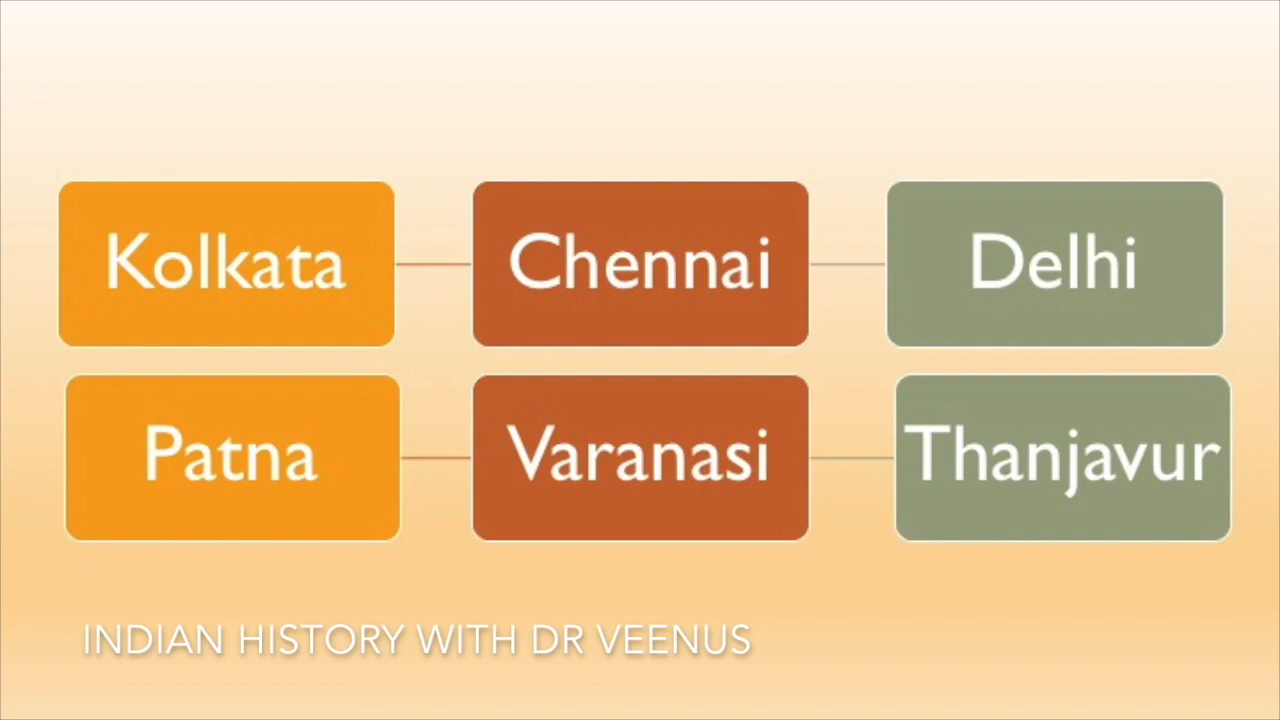 Kolkata Chennai Delhi
Patna Varanasi Thanjavur
INDIAN HISTORY WITH DR VEENUS